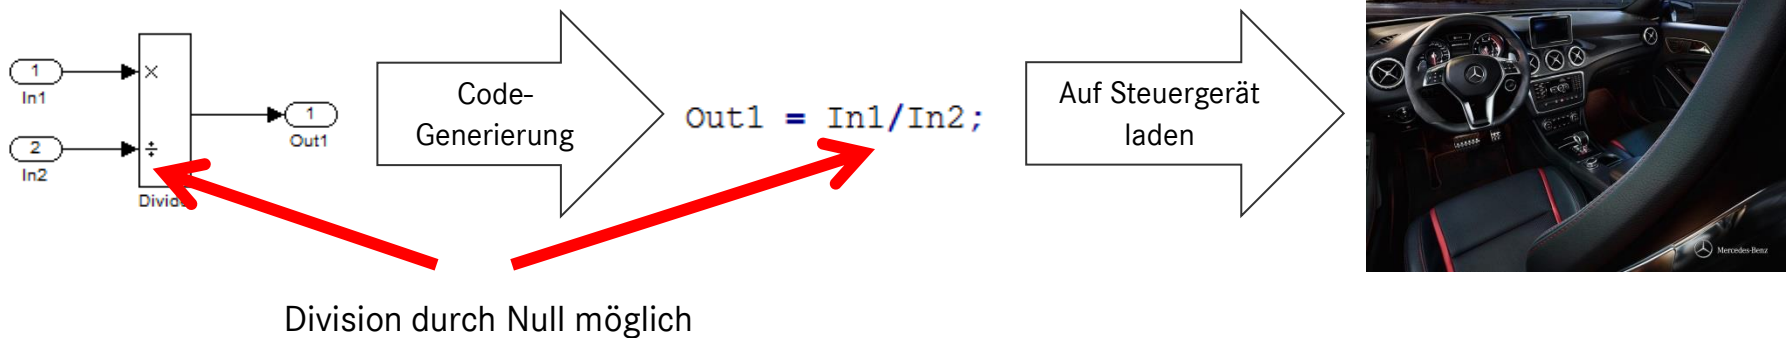 1
In1
2
In2
×
÷
Divide
1
Out1
Code-
Generierung
Out1 = In1/In2;
Auf Steuergerät
laden
Mercedes-Benz
Division durch Null möglich